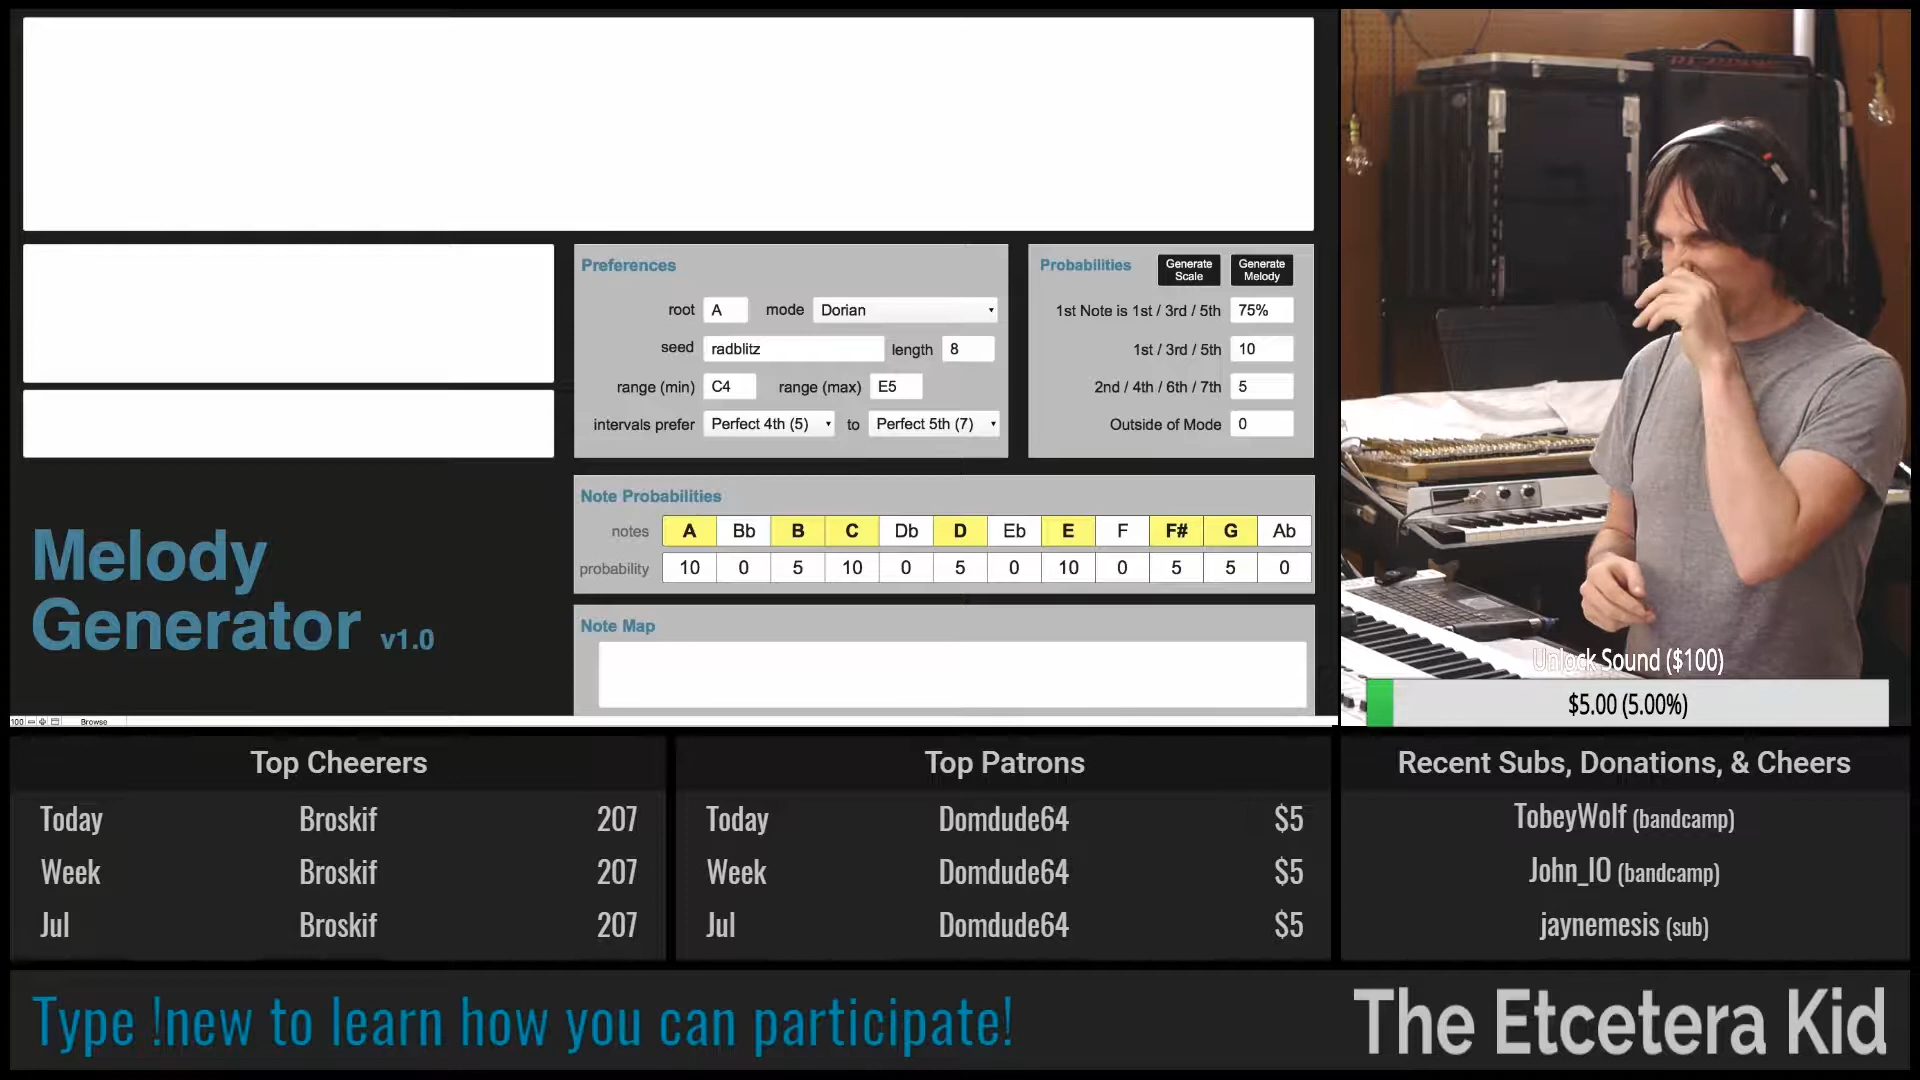 Preferences
root A mode Dorian
seed radblitz length 8
range (min) C4 range (max) E5
intervals prefer Perfect 4th (5) to Perfect 5th (7)
Probabilities
Generate Scale
Generate Melody
1st Note is 1st / 3rd / 5th 75%
1st / 3rd / 5th 10
2nd / 4th / 6th / 7th 5
Outside of Mode 0
Note Probabilities
notes A Bb B C Db D Eb E F F# G Ab
probability 10 0 5 10 0 5 0 10 0 5 5 0
Note Map
Melody
Generator v1.0
100 Browse
Unlock Sound ($100)
$5.00 (5.00%)
Top Cheerers
Today Broskif 207
Week Broskif 207
Jul Broskif 207
Top Patrons
Today Domdude64 $5
Week Domdude64 $5
Jul Domdude64 $5
Recent Subs, Donations, & Cheers
TobeyWolf (bandcamp)
John_IO (bandcamp)
jaynemesis (sub)
Type !new to learn how you can participate!
The Etcetera Kid